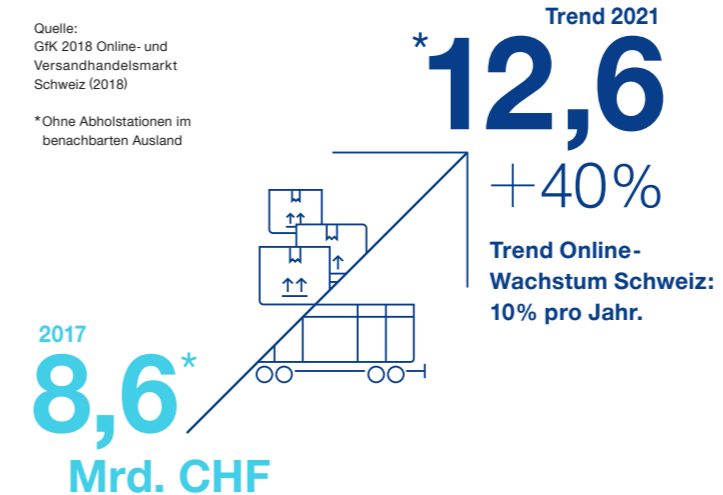 Quelle:
GfK 2018 Online- und
Versandhandelsmarkt
Schweiz (2018)
*Ohne Abholstationen im
benachbarten Ausland
Trend 2021
*12,6
+40%
Trend Online-
Wachstum Schweiz:
10% pro Jahr.
2017
8,6*
Mrd. CHF